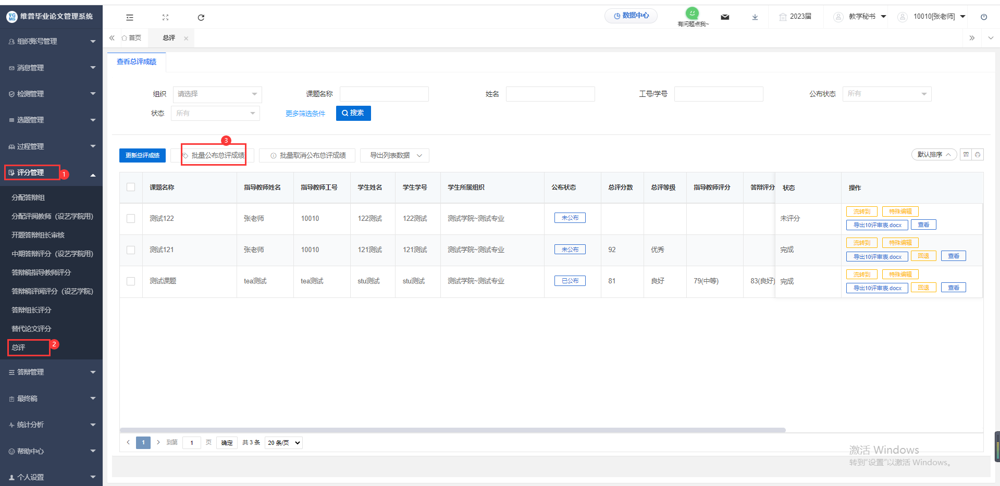 VG
MS
维普毕业论文管理系统
数据中心
有问题点我~
2023届
教学秘书
10010[张老师]
首页
总评
组织账号管理
消息管理
检测管理
选题管理
过程管理
评分管理
1
分配答辩组
分配评阅教师（设艺学院用）
开题答辩组长审核
中期答辩评分（设艺学院用）
答辩稿指导教师评分
答辩稿评阅评分（设艺学院）
答辩组长评分
替代论文评分
总评
2
答辩管理
最终稿
统计分析
帮助中心
个人设置
查看总评成绩
组织 请选择 课题名称 姓名 工号/学号 公布状态 所有
状态 所有 更多筛选条件 搜索
3
更新总评成绩 批量公布总评成绩 批量取消公布总评成绩 导出列表数据 默认排序
课题名称 指导教师姓名 指导教师工号 学生姓名 学生学号 学生所属组织 公布状态 总评分数 总评等级 指导教师评分 答辩评分 状态 操作
测试122 张老师 10010 122测试 122测试 测试学院~测试专业 未公布 未评分 流转到 特殊编辑
导出10评审表.docx 查看
测试121 张老师 10010 121测试 121测试 测试学院~测试专业 未公布 92 优秀 完成 流转到 特殊编辑
导出10评审表.docx 回退 查看
测试课题 tea测试 tea测试 stu测试 stu测试 测试学院~测试专业 已公布 81 良好 79(中等) 83(良好) 完成 流转到 特殊编辑
导出10评审表.docx 回退 查看
1 到第 1 页 确定 共 3 条 20 条/页
激活 Windows
转到“设置”以激活 Windows。